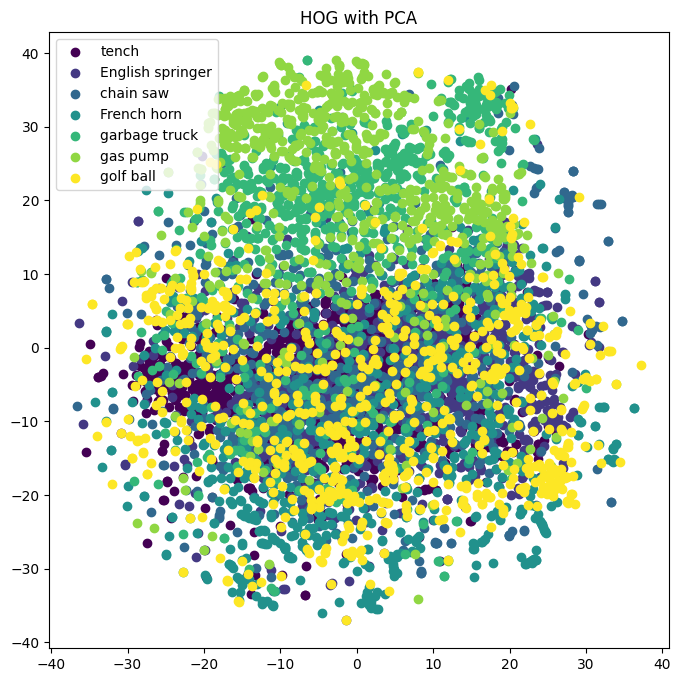 HOG with PCA
tench
English springer
chain saw
French horn
garbage truck
gas pump
golf ball
40
30
20
10
0
−10
−20
−30
−40
−40 −30 −20 −10 0 10 20 30 40